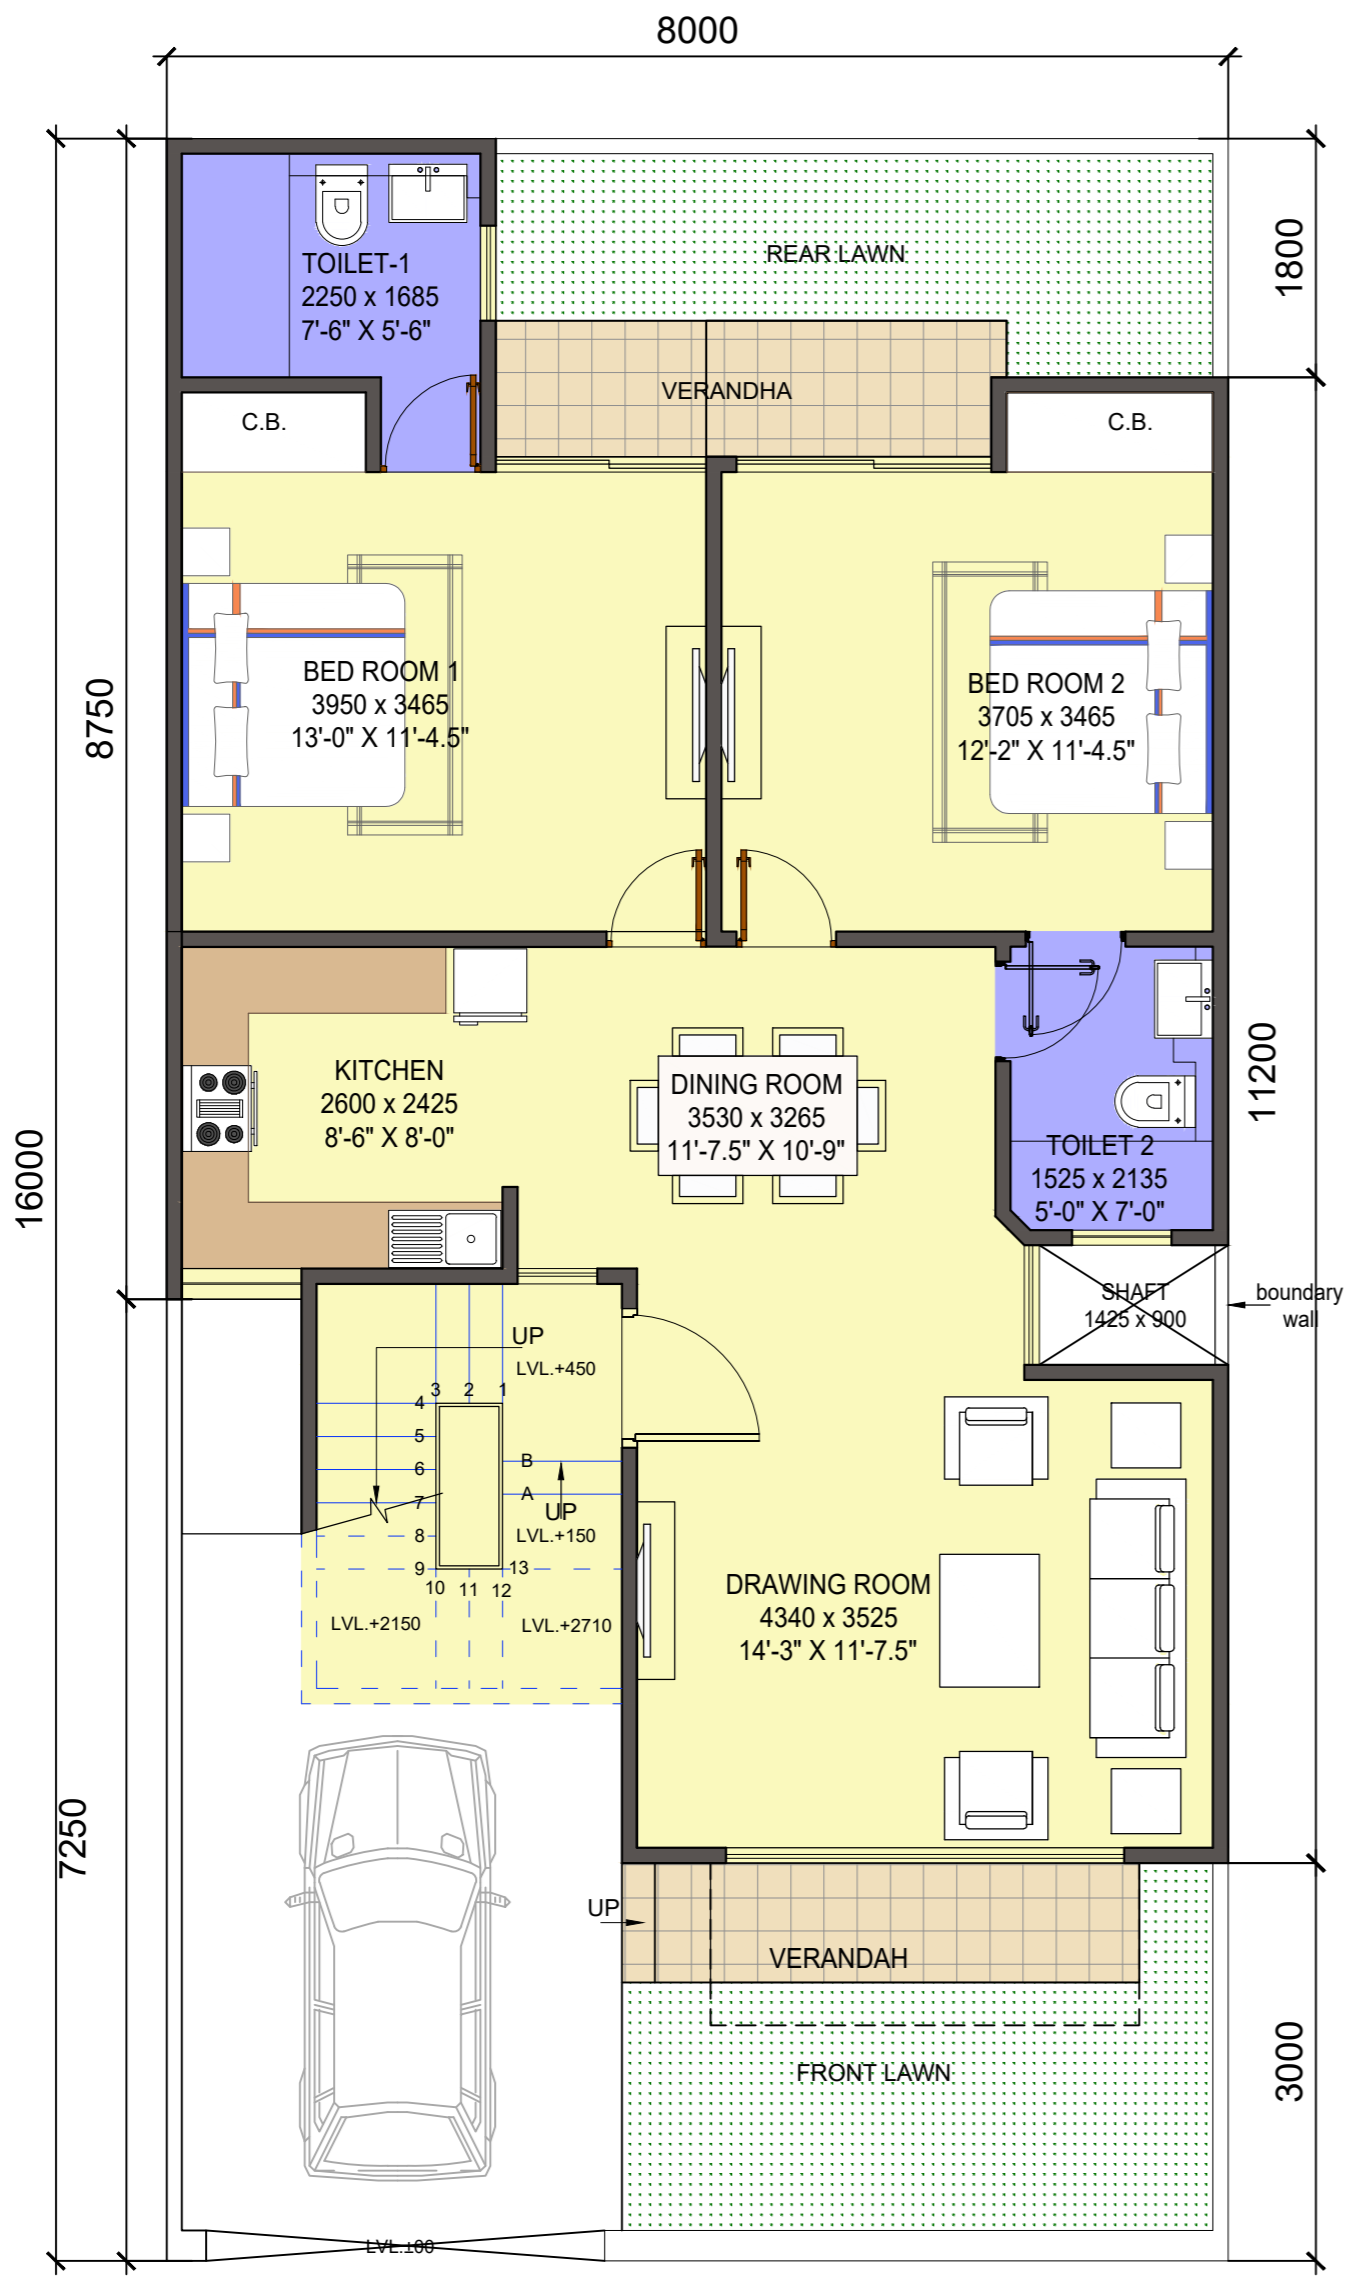 8000
REAR LAWN
1800
TOILET-1
2250 x 1685
7'-6" X 5'-6"
VERANDHA
C.B.
C.B.
BED ROOM 1
3950 x 3465
13'-0" X 11'-4.5"
BED ROOM 2
3705 x 3465
12'-2" X 11'-4.5"
8750
16000
11200
KITCHEN
2600 x 2425
8'-6" X 8'-0"
DINING ROOM
3530 x 3265
11'-7.5" X 10'-9"
TOILET 2
1525 x 2135
5'-0" X 7'-0"
SHAFT
1425 x 900
boundary
wall
UP
LVL.+450
3 2 1
4
5
6
7
8
9
10
11
12
13
B
A
UP
LVL.+150
LVL.+2150
LVL.+2710
DRAWING ROOM
4340 x 3525
14'-3" X 11'-7.5"
7250
UP
VERANDAH
FRONT LAWN
3000
LVL.±00